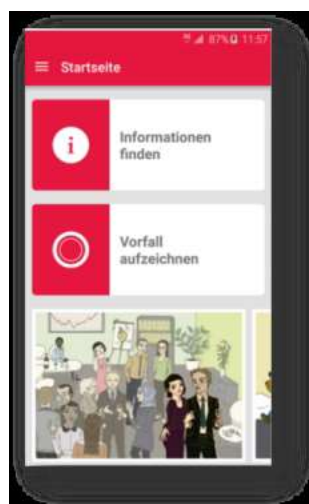 87% 11:57
Startseite
i
Informationen
finden
Vorfall
aufzeichnen